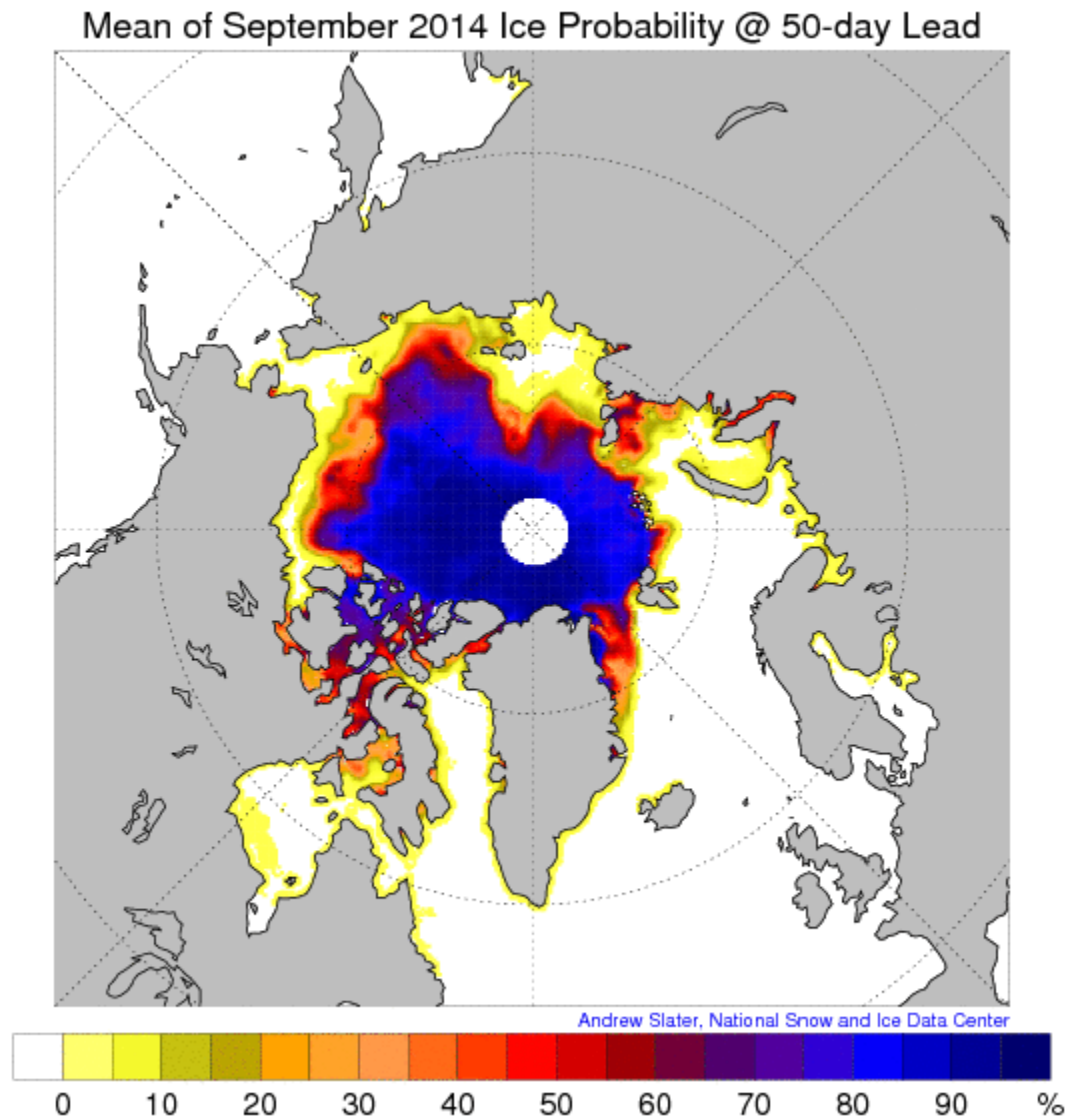 Mean of September 2014 Ice Probability @ 50-day Lead
Andrew Slater, National Snow and Ice Data Center
0 10 20 30 40 50 60 70 80 90 %